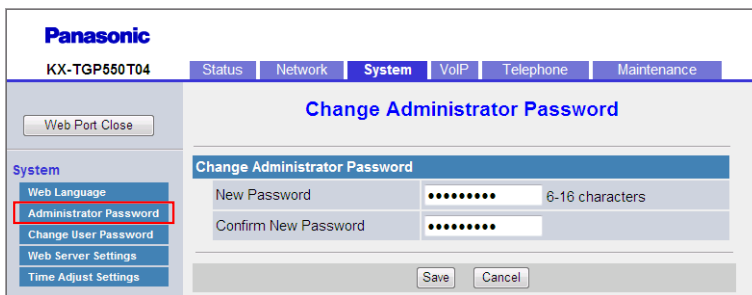 Panasonic
KX-TGP550T04
Status Network System VoIP Telephone Maintenance
Web Port Close
System
Web Language
Administrator Password
Change User Password
Web Server Settings
Time Adjust Settings
Change Administrator Password
Change Administrator Password
New Password ••••••••• 6-16 characters
Confirm New Password •••••••••
Save Cancel